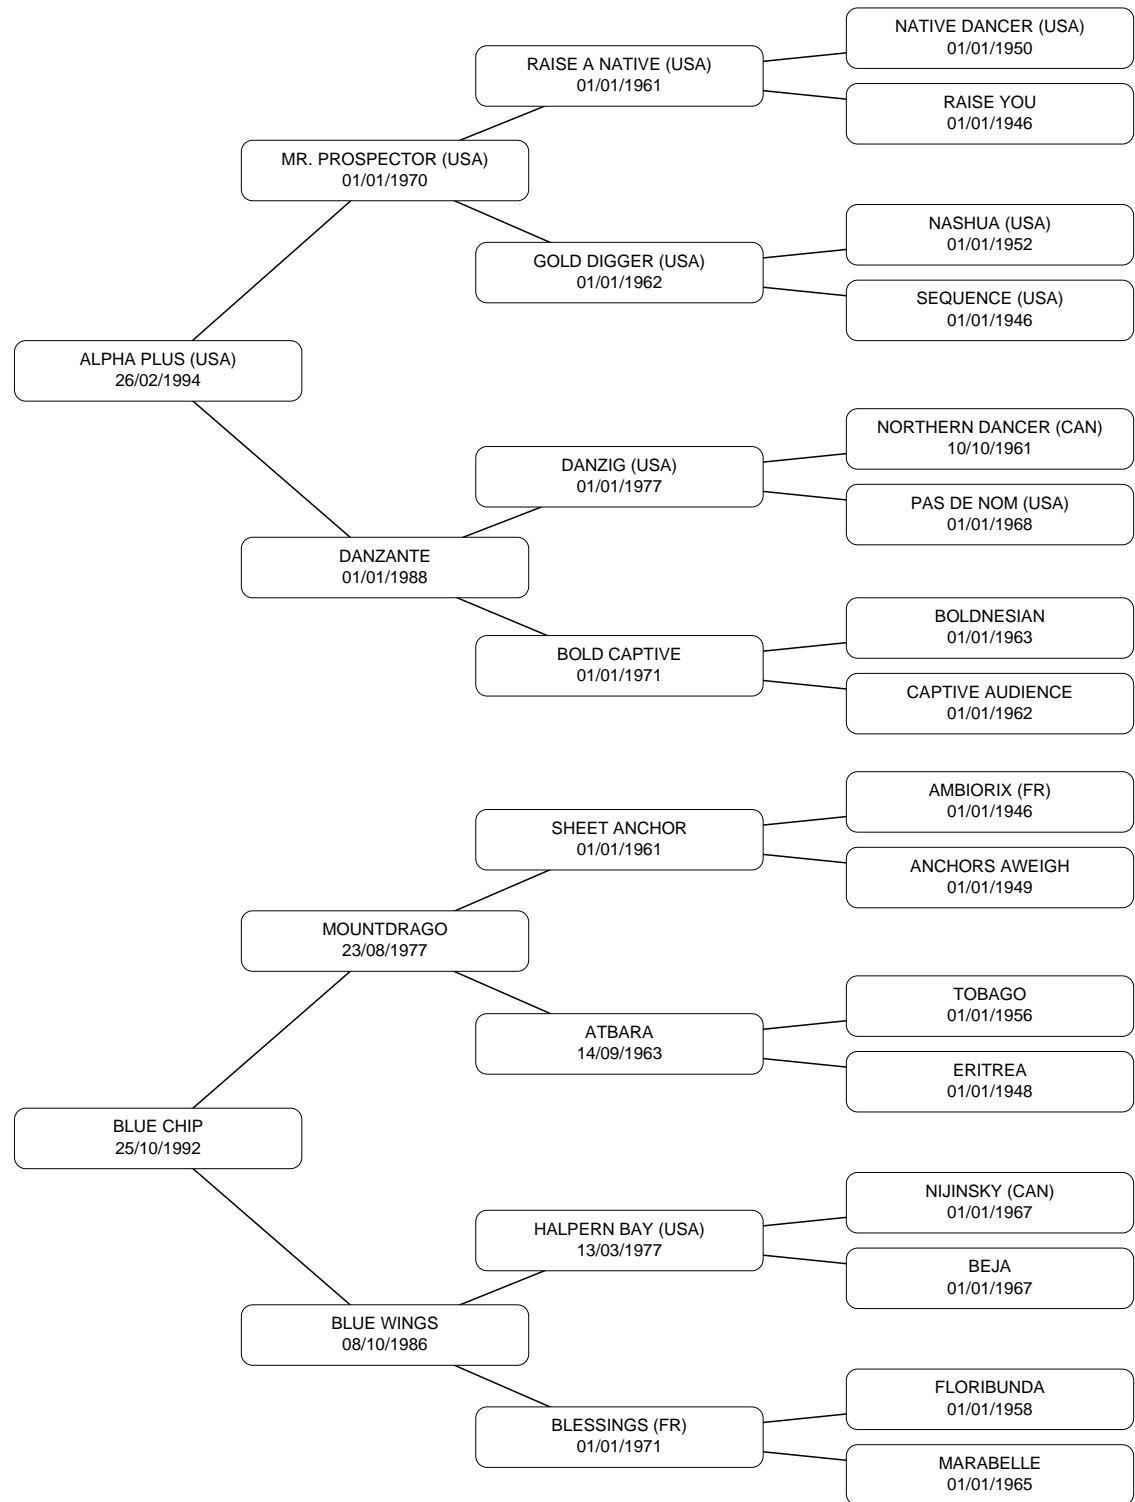 NATIVE DANCER (USA)
01/01/1950
RAISE A NATIVE (USA)
01/01/1961
RAISE YOU
01/01/1946
MR. PROSPECTOR (USA)
01/01/1970
NASHUA (USA)
01/01/1952
GOLD DIGGER (USA)
01/01/1962
SEQUENCE (USA)
01/01/1946
ALPHA PLUS (USA)
26/02/1994
NORTHERN DANCER (CAN)
10/10/1961
DANZIG (USA)
01/01/1977
PAS DE NOM (USA)
01/01/1968
DANZANTE
01/01/1988
BOLDNESIAN
01/01/1963
BOLD CAPTIVE
01/01/1971
CAPTIVE AUDIENCE
01/01/1962
AMBIORIX (FR)
01/01/1946
SHEET ANCHOR
01/01/1961
ANCHORS AWEIGH
01/01/1949
MOUNTDRAGO
23/08/1977
TOBAGO
01/01/1956
ATBARA
14/09/1963
ERITREA
01/01/1948
BLUE CHIP
25/10/1992
NIJINSKY (CAN)
01/01/1967
HALPERN BAY (USA)
13/03/1977
BEJA
01/01/1967
BLUE WINGS
08/10/1986
FLORIBUNDA
01/01/1958
BLESSINGS (FR)
01/01/1971
MARABELLE
01/01/1965